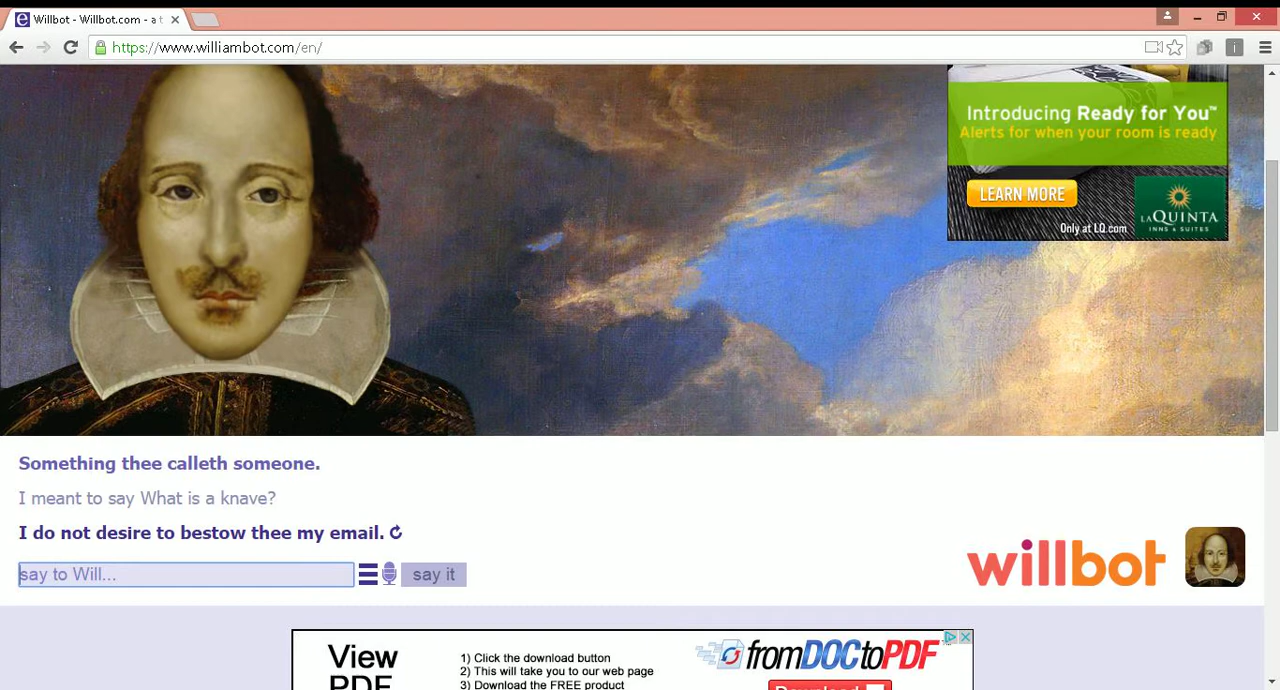 Willbot - Willbot.com - a t
https://www.williambot.com/en/
Introducing Ready for You™
Alerts for when your room is ready
LEARN MORE
LAQUINTA
INNS & SUITES
Only at LQ.com
Something thee calleth someone.
I meant to say What is a knave?
I do not desire to bestow thee my email.
say to Will...
say it
willbot
View
PDF
1) Click the download button
2) This will take you to our web page
3) Download the FREE product
fromDOCtoPDF
Download